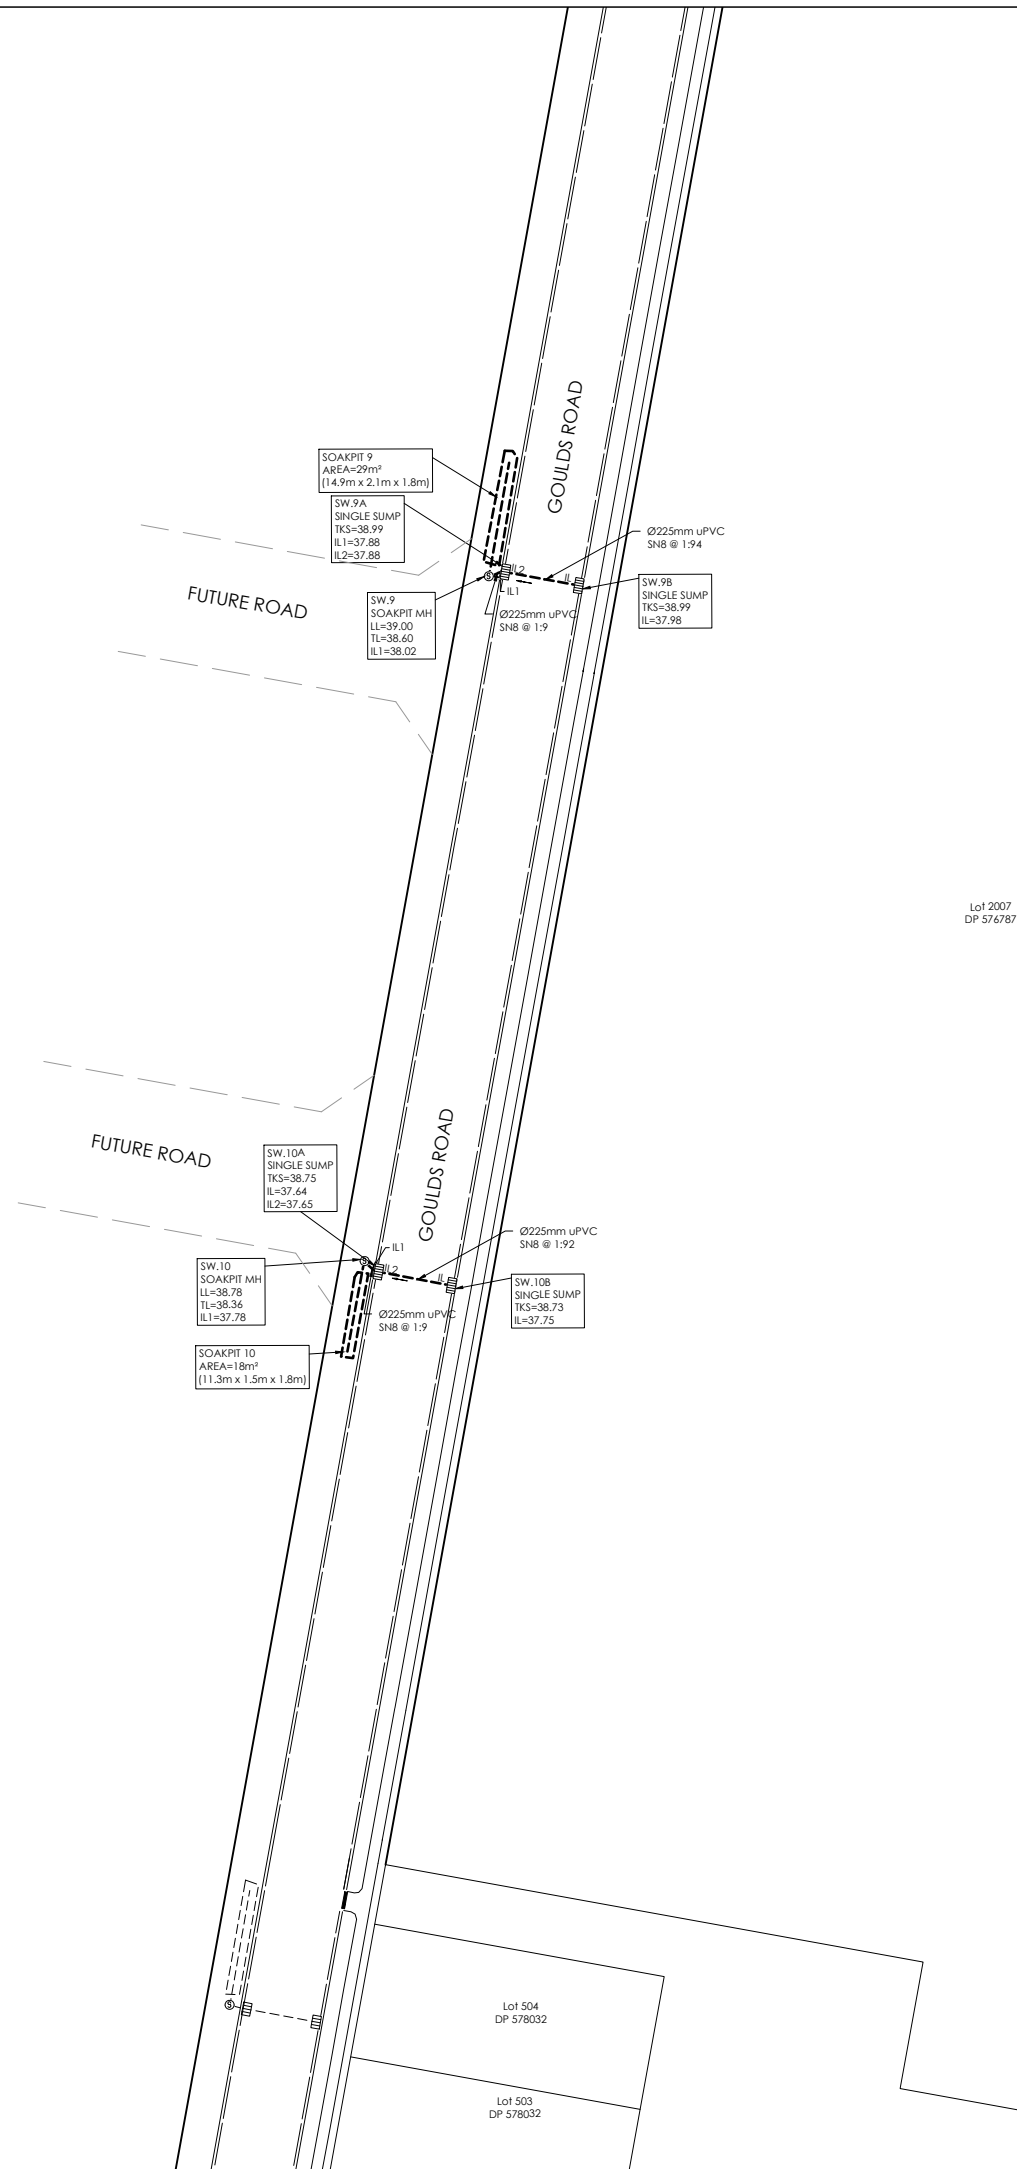 GOULDS ROAD
SOAKPIT 9
AREA=29m²
(14.9m x 2.1m x 1.8m)
SW.9A
SINGLE SUMP
TKS=38.99
IL1=37.88
IL2=37.88
Ø225mm uPVC
SN8 @ 1:94
IL2
IL
IL1
SW.9B
SINGLE SUMP
TKS=38.99
IL=37.98
FUTURE ROAD
S
SW.9
SOAKPIT MH
LL=39.00
TL=38.60
IL1=38.02
Ø225mm uPVC
SN8 @ 1:9
Lot 2007
DP 576787
FUTURE ROAD
GOULDS ROAD
SW.10A
SINGLE SUMP
TKS=38.75
IL=37.64
IL2=37.65
Ø225mm uPVC
SN8 @ 1:92
IL1
IL2
IL
S
SW.10
SOAKPIT MH
LL=38.78
TL=38.36
IL1=37.78
SW.10B
SINGLE SUMP
TKS=38.73
IL=37.75
Ø225mm uPVC
SN8 @ 1:9
SOAKPIT 10
AREA=18m²
(11.3m x 1.5m x 1.8m)
S
Lot 504
DP 578032
Lot 503
DP 578032